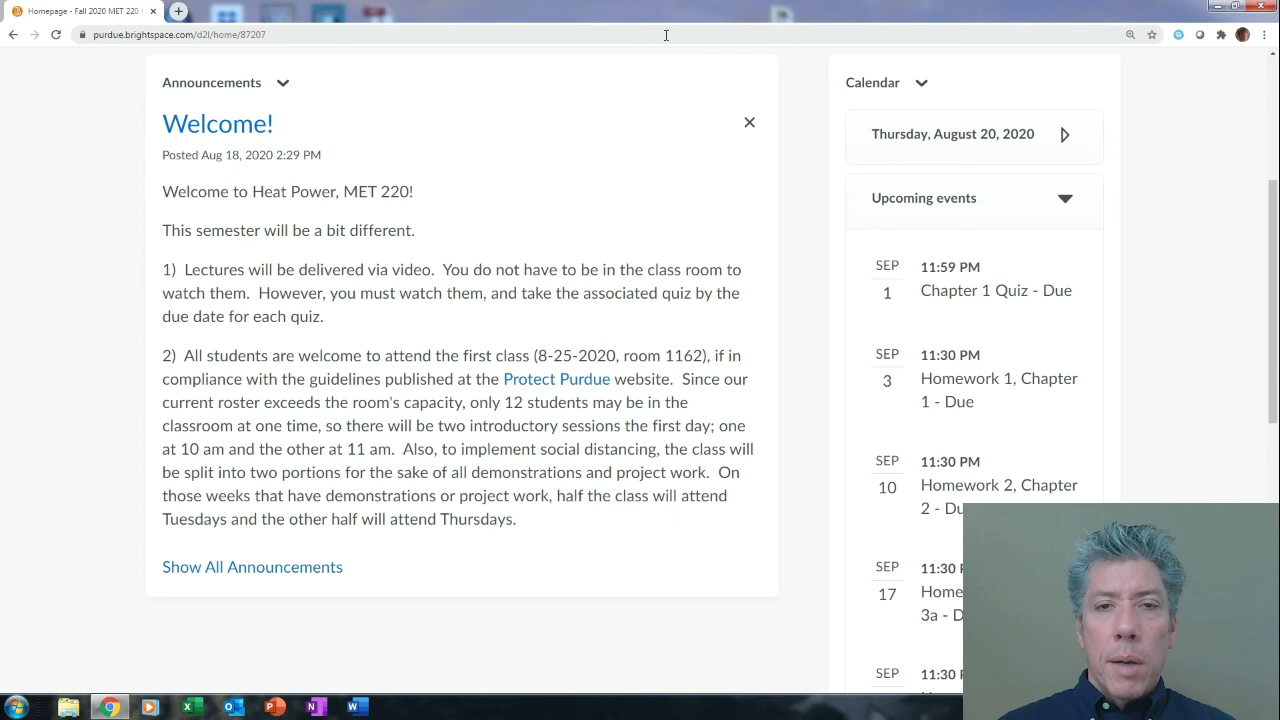 Homepage - Fall 2020 MET 220
purdue.brightspace.com/d2l/home/87207
Announcements
Welcome!
Posted Aug 18, 2020 2:29 PM
Welcome to Heat Power, MET 220!
This semester will be a bit different.
1) Lectures will be delivered via video. You do not have to be in the class room to
watch them. However, you must watch them, and take the associated quiz by the
due date for each quiz.
2) All students are welcome to attend the first class (8-25-2020, room 1162), if in
compliance with the guidelines published at the Protect Purdue website. Since our
current roster exceeds the room's capacity, only 12 students may be in the
classroom at one time, so there will be two introductory sessions the first day; one
at 10 am and the other at 11 am. Also, to implement social distancing, the class will
be split into two portions for the sake of all demonstrations and project work. On
those weeks that have demonstrations or project work, half the class will attend
Tuesdays and the other half will attend Thursdays.
Show All Announcements
Calendar
Thursday, August 20, 2020
Upcoming events
SEP
1
11:59 PM
Chapter 1 Quiz - Due
SEP
3
11:30 PM
Homework 1, Chapter
1 - Due
SEP
10
11:30 PM
Homework 2, Chapter
2 - Du
SEP
17
11:30
Home
3a - D
SEP
11:30